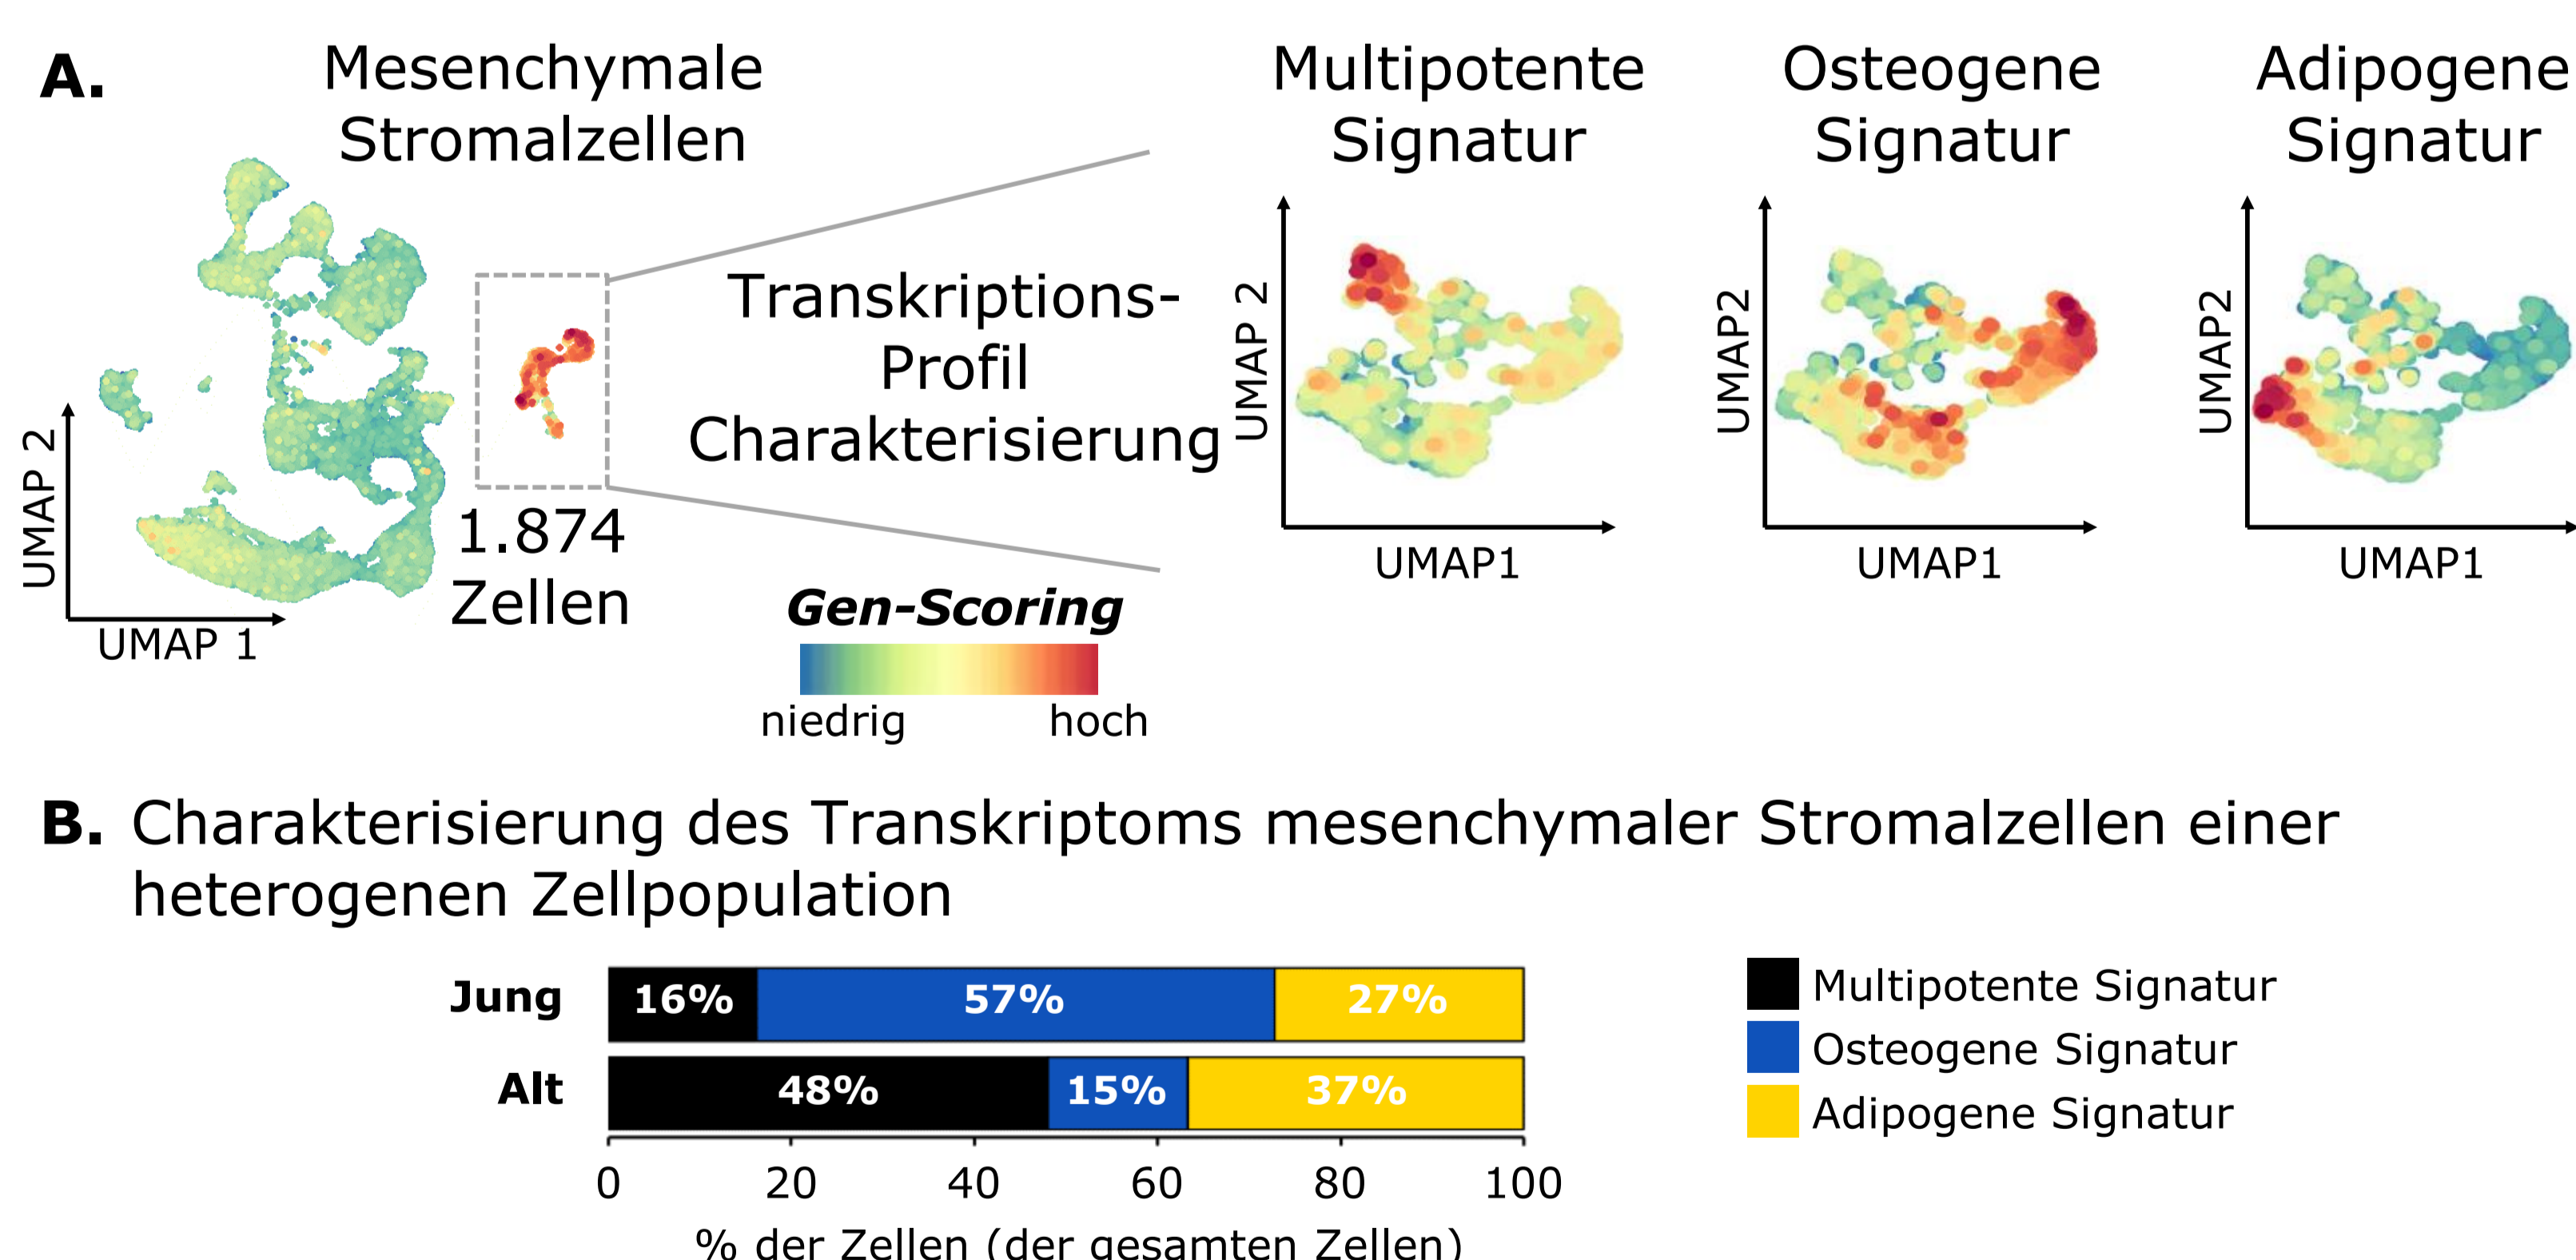 A.
Mesenchymale
Stromalzellen
UMAP 2
UMAP 1
1.874
Zellen
Transkriptions-
Profil
Charakterisierung
Gen-Scoring
niedrig hoch
Multipotente
Signatur
UMAP 2
UMAP1
Osteogene
Signatur
UMAP2
UMAP1
Adipogene
Signatur
UMAP2
UMAP1
B. Charakterisierung des Transkriptoms mesenchymaler Stromalzellen einer
heterogenen Zellpopulation
Jung 16% 57% 27%
Alt 48% 15% 37%
0 20 40 60 80 100
% der Zellen (der gesamten Zellen)
Multipotente Signatur
Osteogene Signatur
Adipogene Signatur